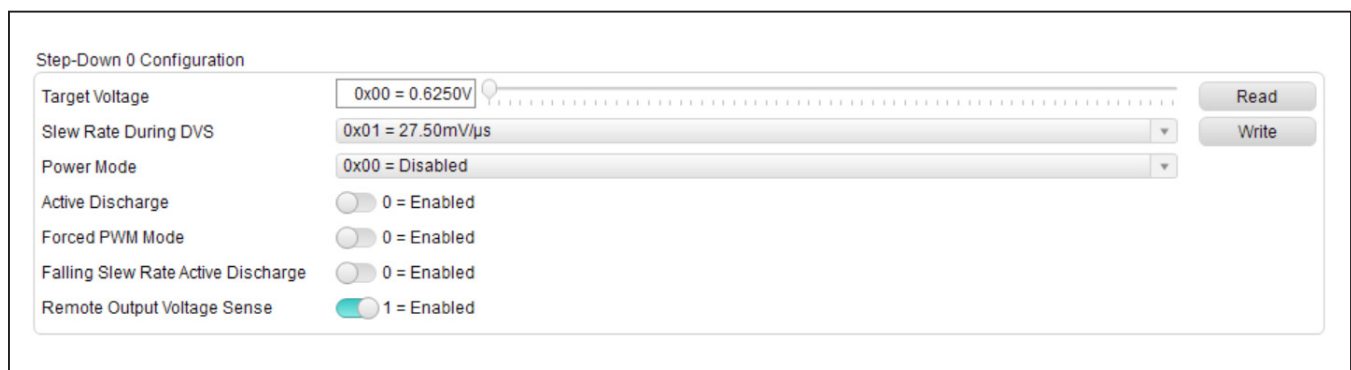 Step-Down 0 Configuration
Target Voltage 0x00 = 0.6250V Read
Slew Rate During DVS 0x01 = 27.50mV/µs Write
Power Mode 0x00 = Disabled
Active Discharge 0 = Enabled
Forced PWM Mode 0 = Enabled
Falling Slew Rate Active Discharge 0 = Enabled
Remote Output Voltage Sense 1 = Enabled